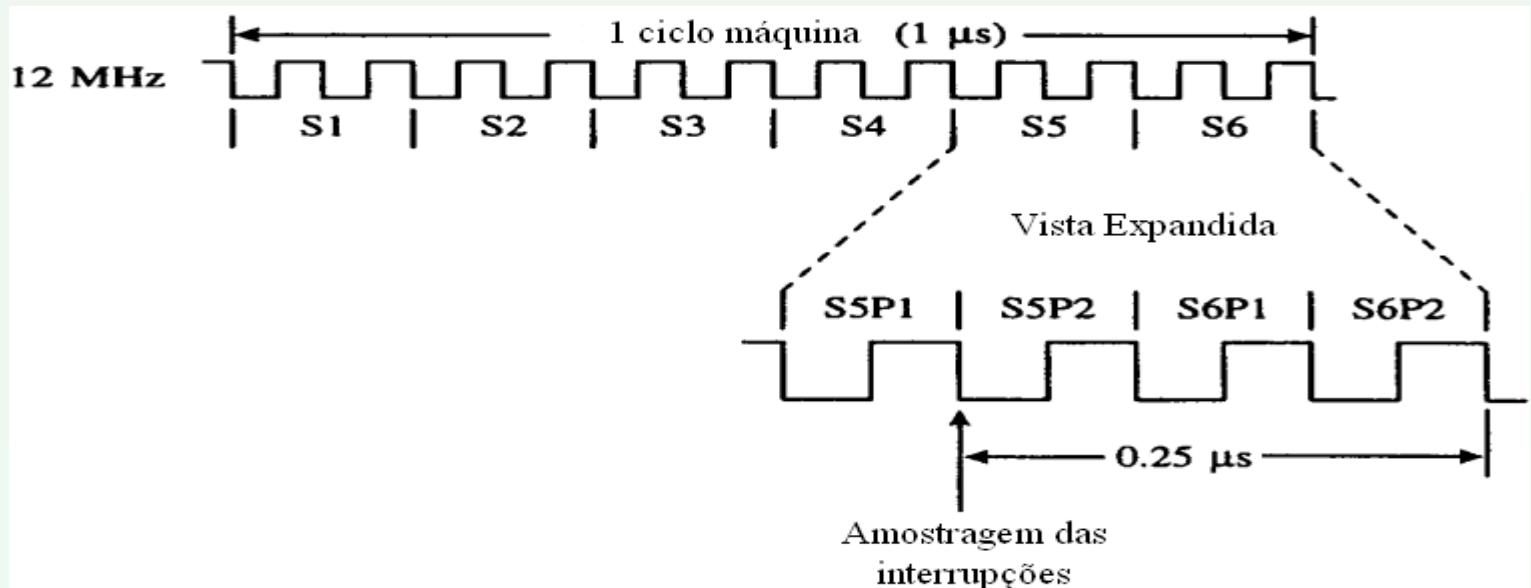 1 ciclo máquina (1 µs)
12 MHz
S1 S2 S3 S4 S5 S6
Vista Expandida
S5P1 S5P2 S6P1 S6P2
0.25 µs
Amostragem das
interrupções